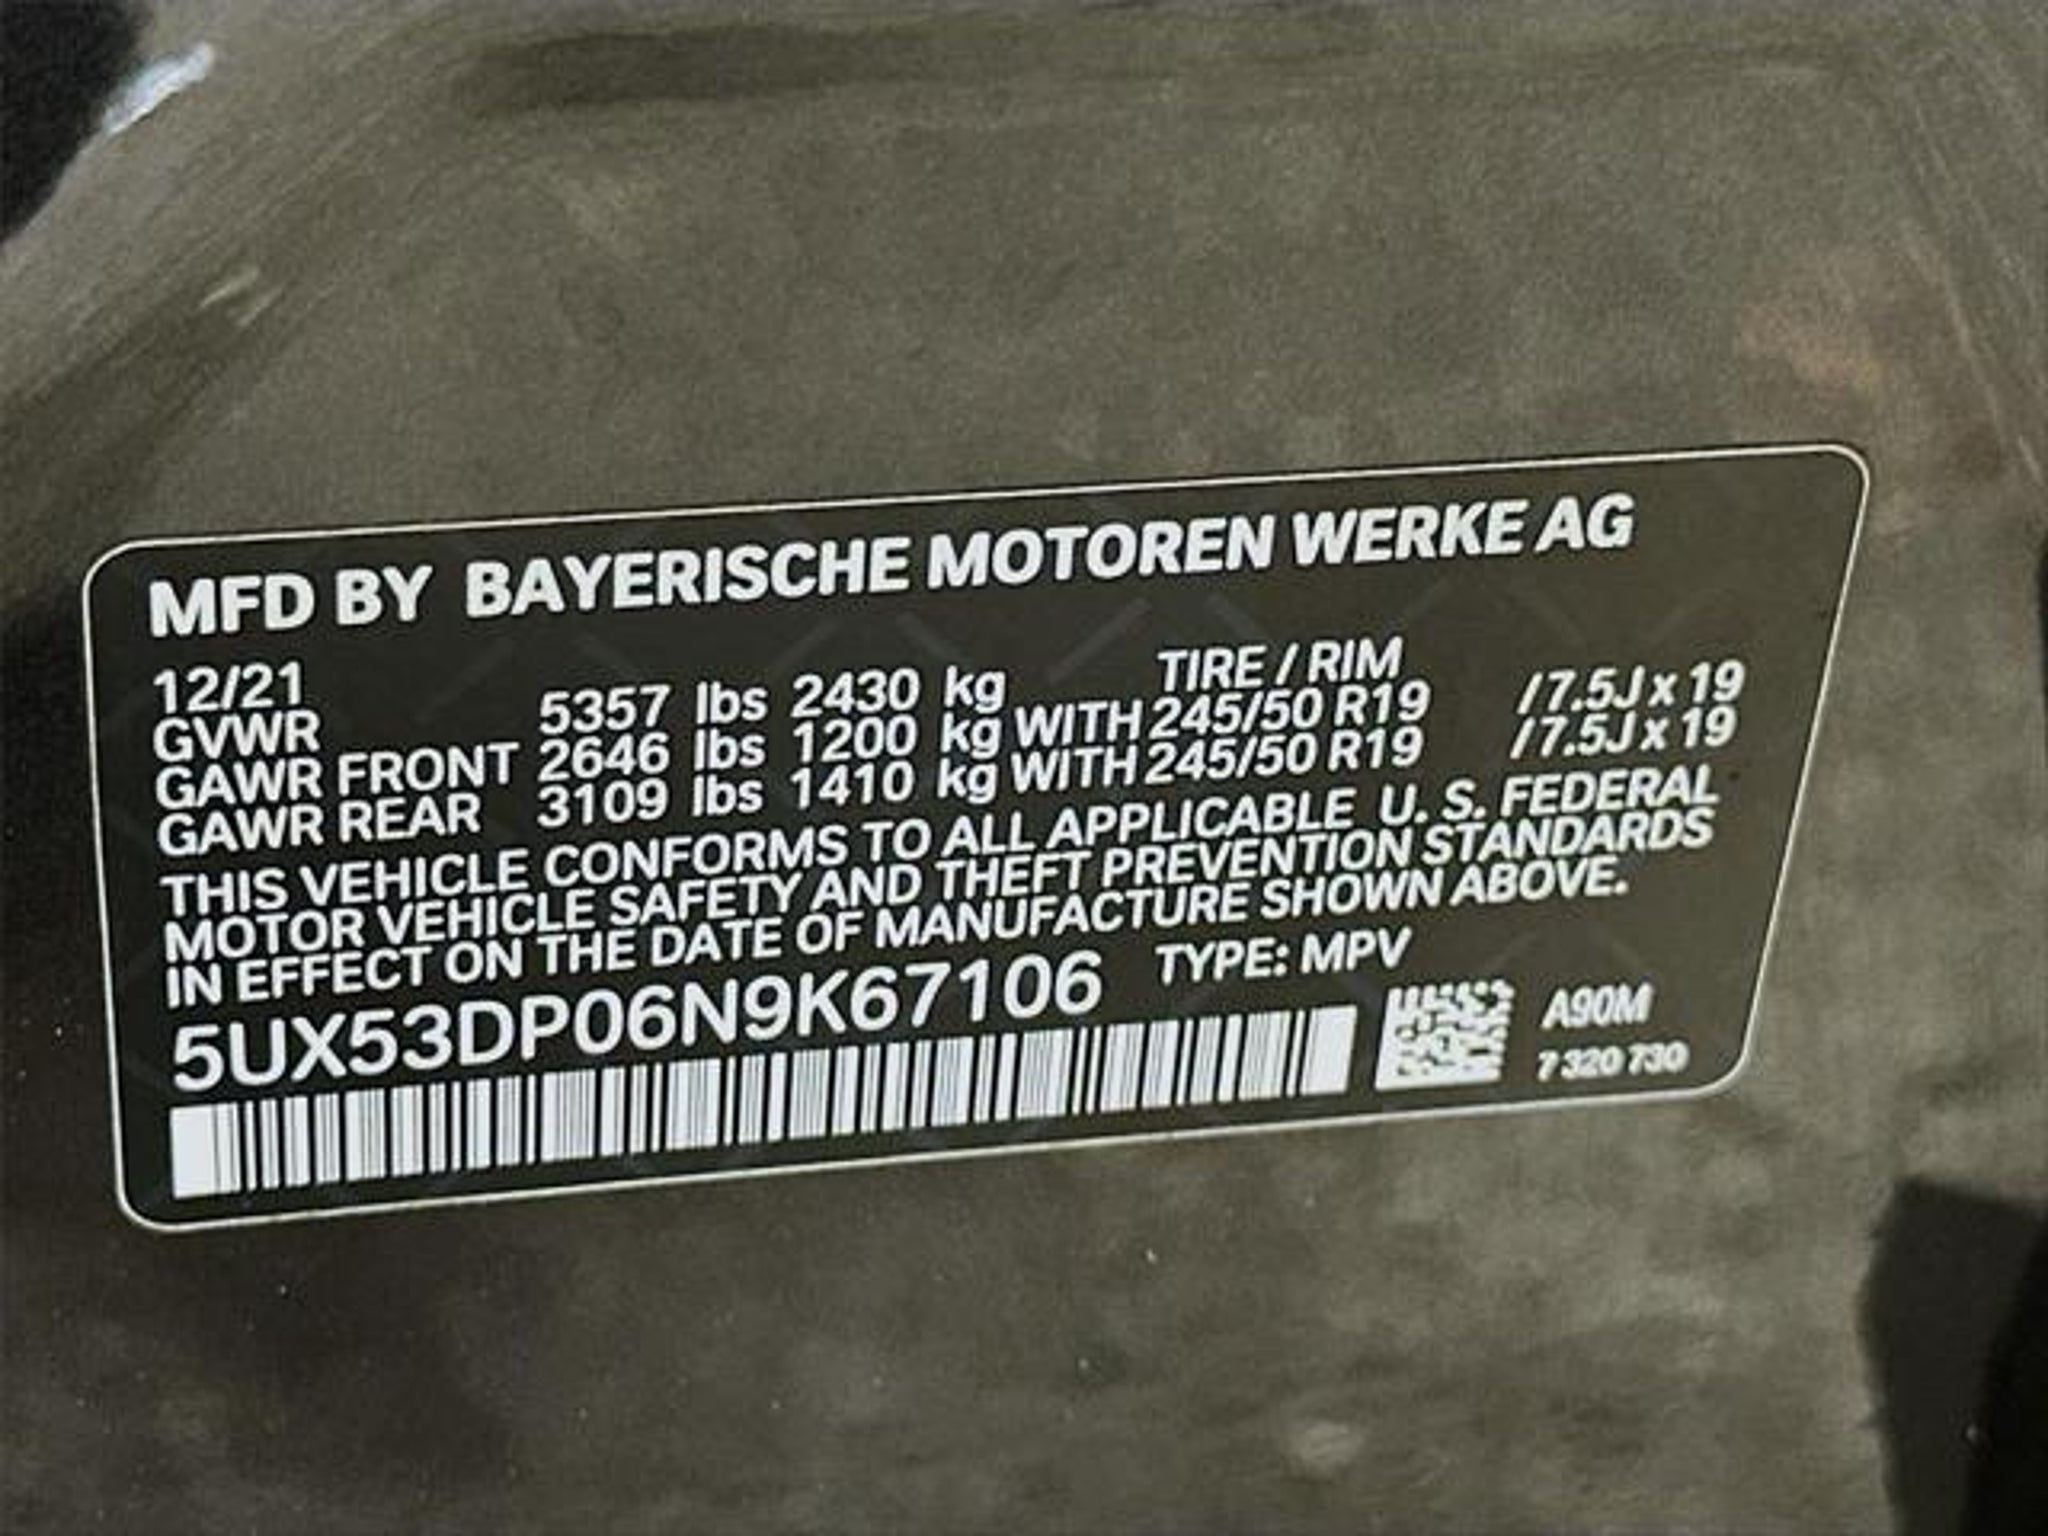 MFD BY BAYERISCHE MOTOREN WERKE AG
12/21 TIRE / RIM
GVWR 5357 lbs 2430 kg
GAWR FRONT 2646 lbs 1200 kg WITH 245/50 R19 /7.5J x 19
GAWR REAR 3109 lbs 1410 kg WITH 245/50 R19 /7.5J x 19
THIS VEHICLE CONFORMS TO ALL APPLICABLE U. S. FEDERAL
MOTOR VEHICLE SAFETY AND THEFT PREVENTION STANDARDS
IN EFFECT ON THE DATE OF MANUFACTURE SHOWN ABOVE.
5UX53DP06N9K67106 TYPE: MPV
A90M
7 320 730